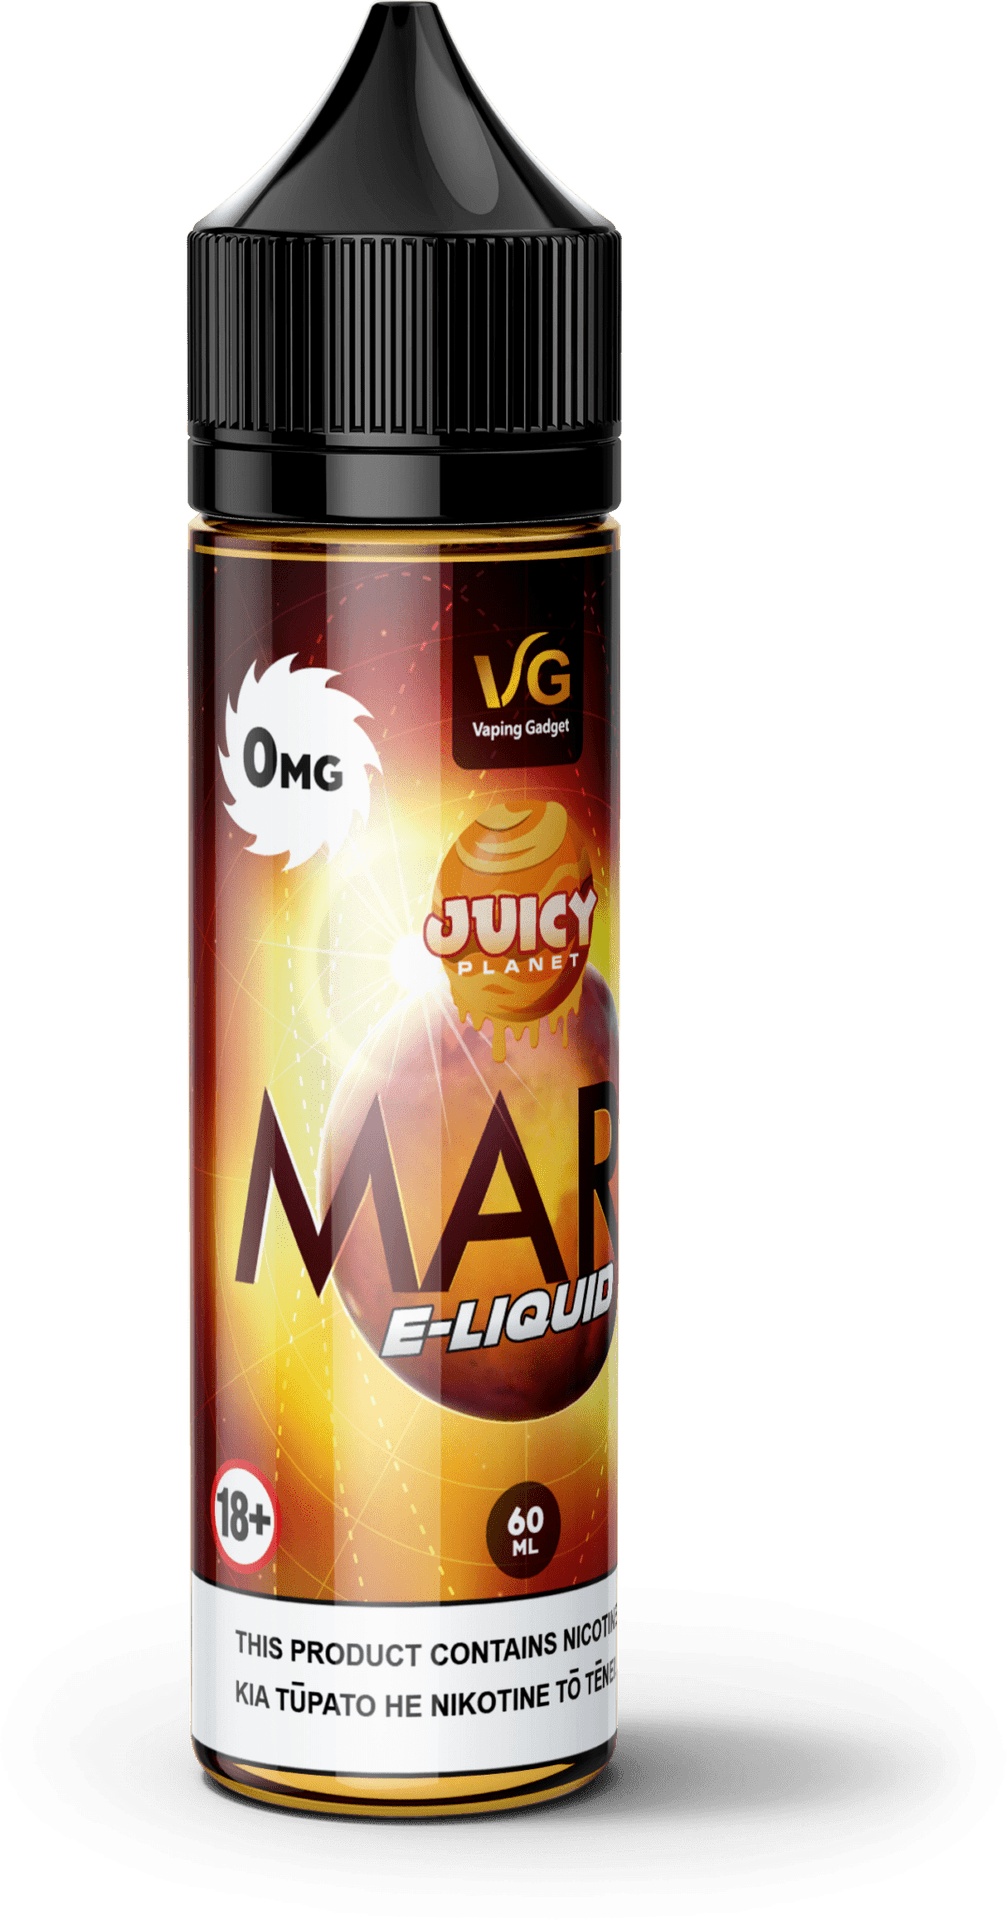 VG
Vaping Gadget
0MG
JUICY
PLANET
MAR
E-LIQUID
18+
60
ML
THIS PRODUCT CONTAINS NICOTINE
KIA TŪPATO HE NIKOTINE TŌ TĒNEI